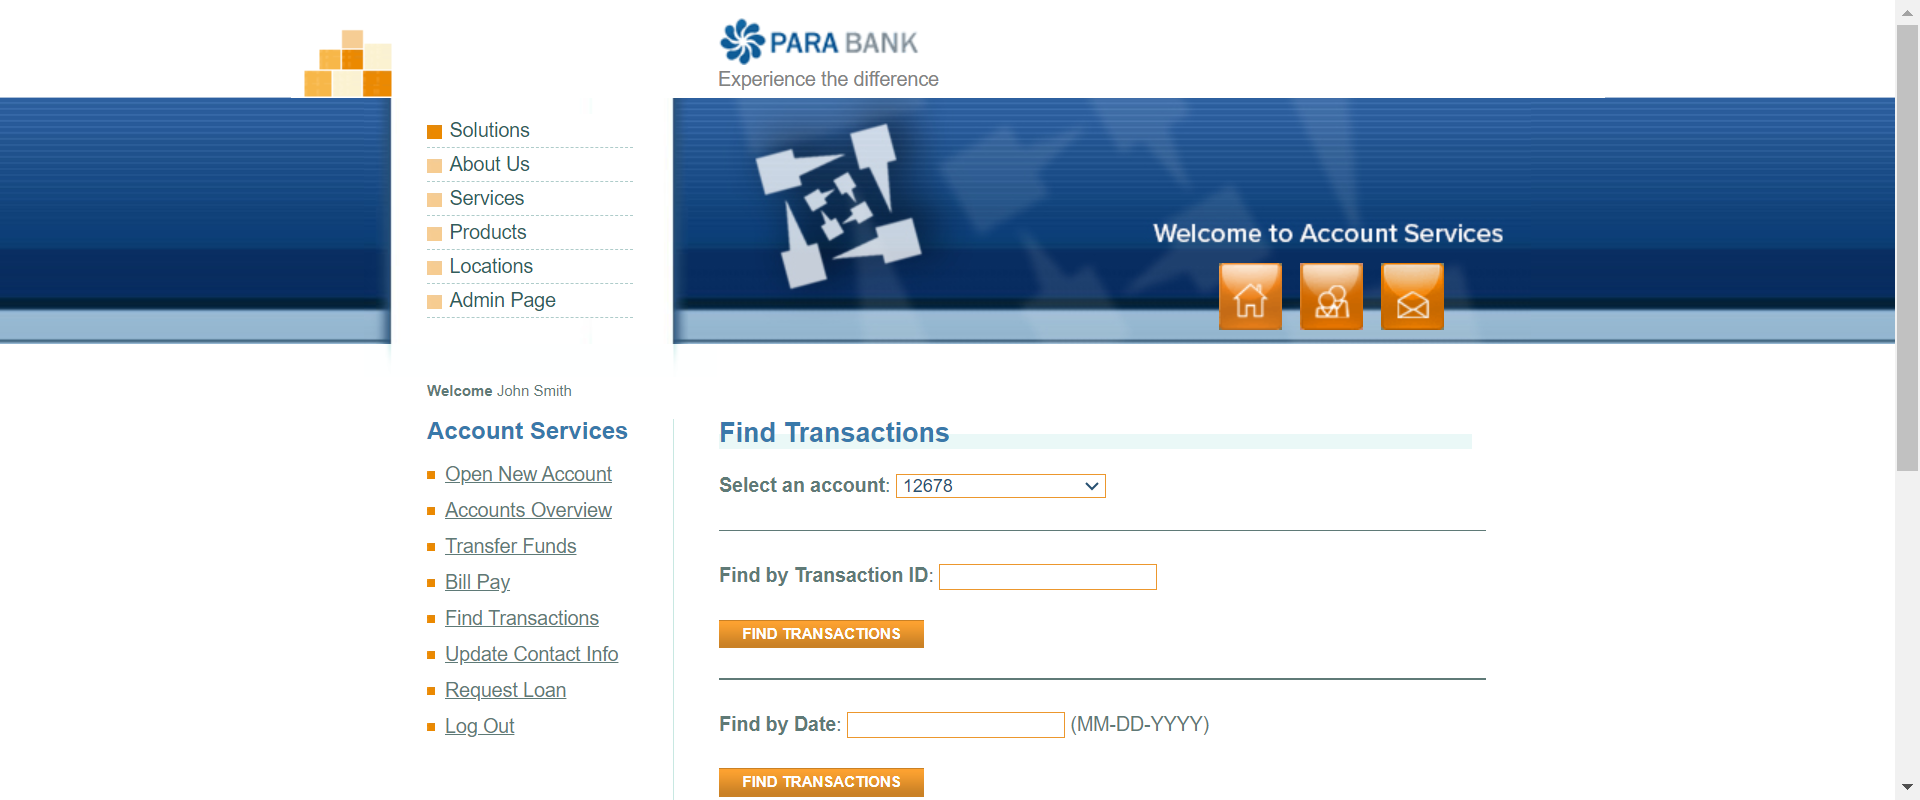 PARA BANK
Experience the difference
Solutions
About Us
Services
Products
Locations
Admin Page
Welcome to Account Services
Welcome John Smith
Account Services
Open New Account
Accounts Overview
Transfer Funds
Bill Pay
Find Transactions
Update Contact Info
Request Loan
Log Out
Find Transactions
Select an account: 12678
Find by Transaction ID:
FIND TRANSACTIONS
Find by Date: (MM-DD-YYYY)
FIND TRANSACTIONS